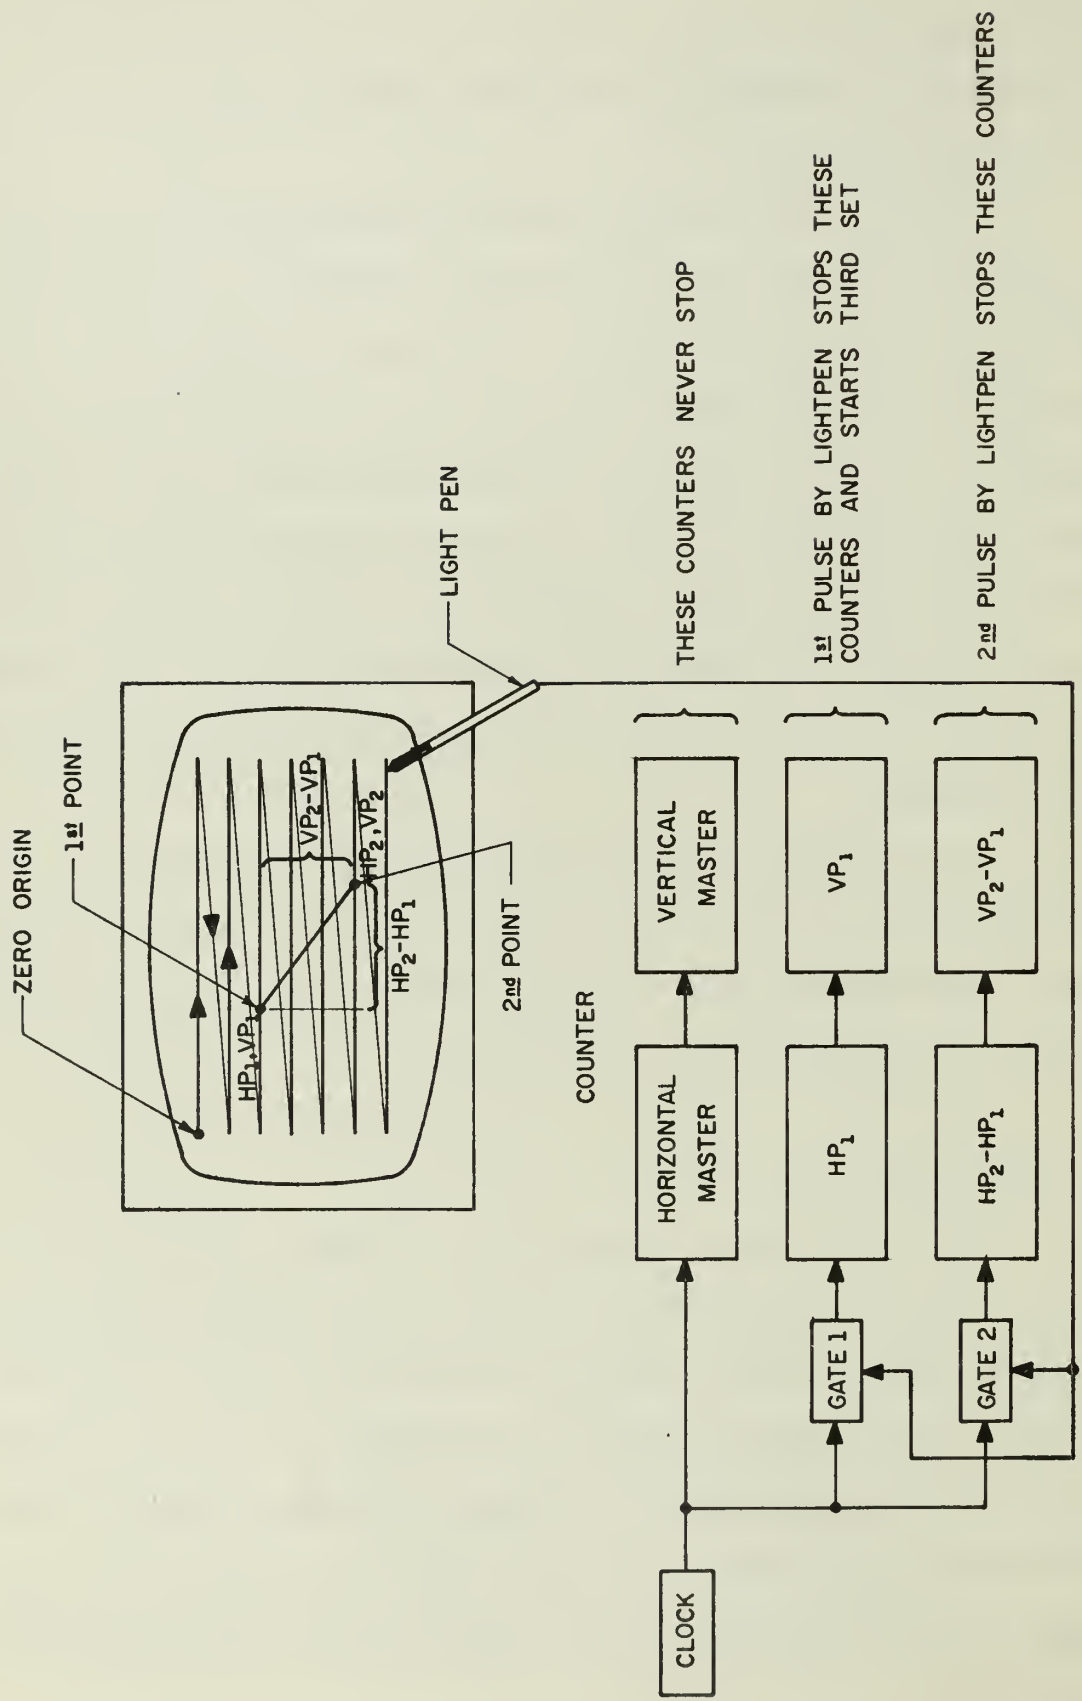 ZERO ORIGIN
1st POINT
HP₁,VP₁
VP₂-VP₁
HP₂,VP₂
HP₂-HP₁
2nd POINT
LIGHT PEN
COUNTER
CLOCK
HORIZONTAL
MASTER
VERTICAL
MASTER
THESE COUNTERS NEVER STOP
GATE 1
HP₁
VP₁
1st PULSE BY LIGHTPEN STOPS THESE
COUNTERS AND STARTS THIRD SET
GATE 2
HP₂-HP₁
VP₂-VP₁
2nd PULSE BY LIGHTPEN STOPS THESE COUNTERS